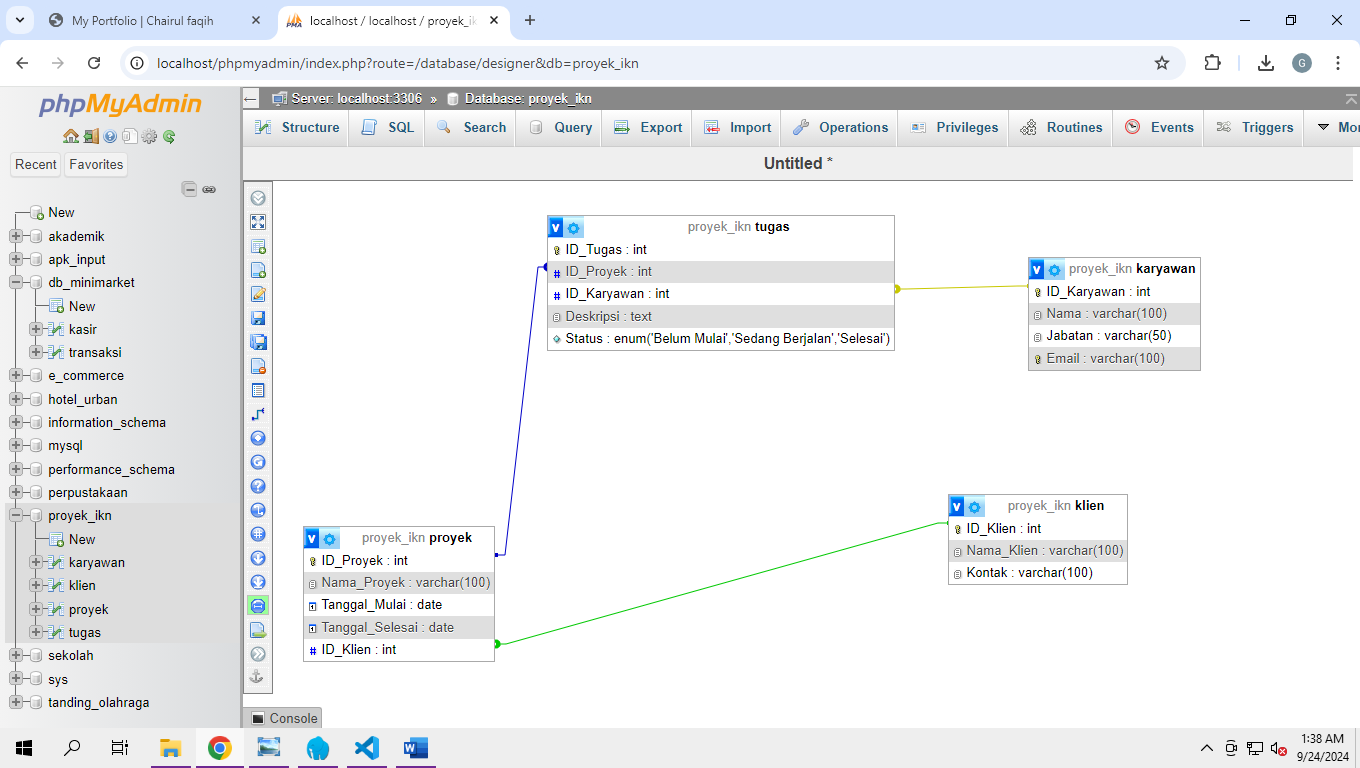 My Portfolio | Chairul faqih
localhost / localhost / proyek_ik
localhost/phpmyadmin/index.php?route=/database/designer&db=proyek_ikn
G
phpMyAdmin
Recent
Favorites
New
akademik
apk_input
db_minimarket
New
kasir
transaksi
e_commerce
hotel_urban
information_schema
mysql
performance_schema
perpustakaan
proyek_ikn
New
karyawan
klien
proyek
tugas
sekolah
sys
tanding_olahraga
Server: localhost:3306 » Database: proyek_ikn
Structure SQL Search Query Export Import Operations Privileges Routines Events Triggers Mo
Untitled *
proyek_ikn tugas
ID_Tugas : int
ID_Proyek : int
ID_Karyawan : int
Deskripsi : text
Status : enum('Belum Mulai','Sedang Berjalan','Selesai')
proyek_ikn karyawan
ID_Karyawan : int
Nama : varchar(100)
Jabatan : varchar(50)
Email : varchar(100)
proyek_ikn klien
ID_Klien : int
Nama_Klien : varchar(100)
Kontak : varchar(100)
proyek_ikn proyek
ID_Proyek : int
Nama_Proyek : varchar(100)
Tanggal_Mulai : date
Tanggal_Selesai : date
ID_Klien : int
Console
1:38 AM
9/24/2024